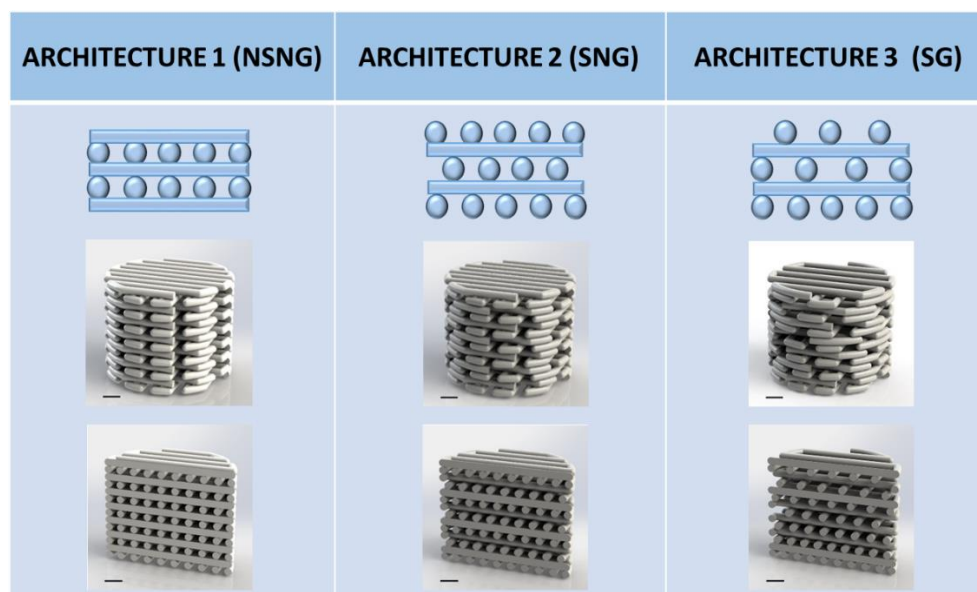 ARCHITECTURE 1 (NSNG)
ARCHITECTURE 2 (SNG)
ARCHITECTURE 3 (SG)